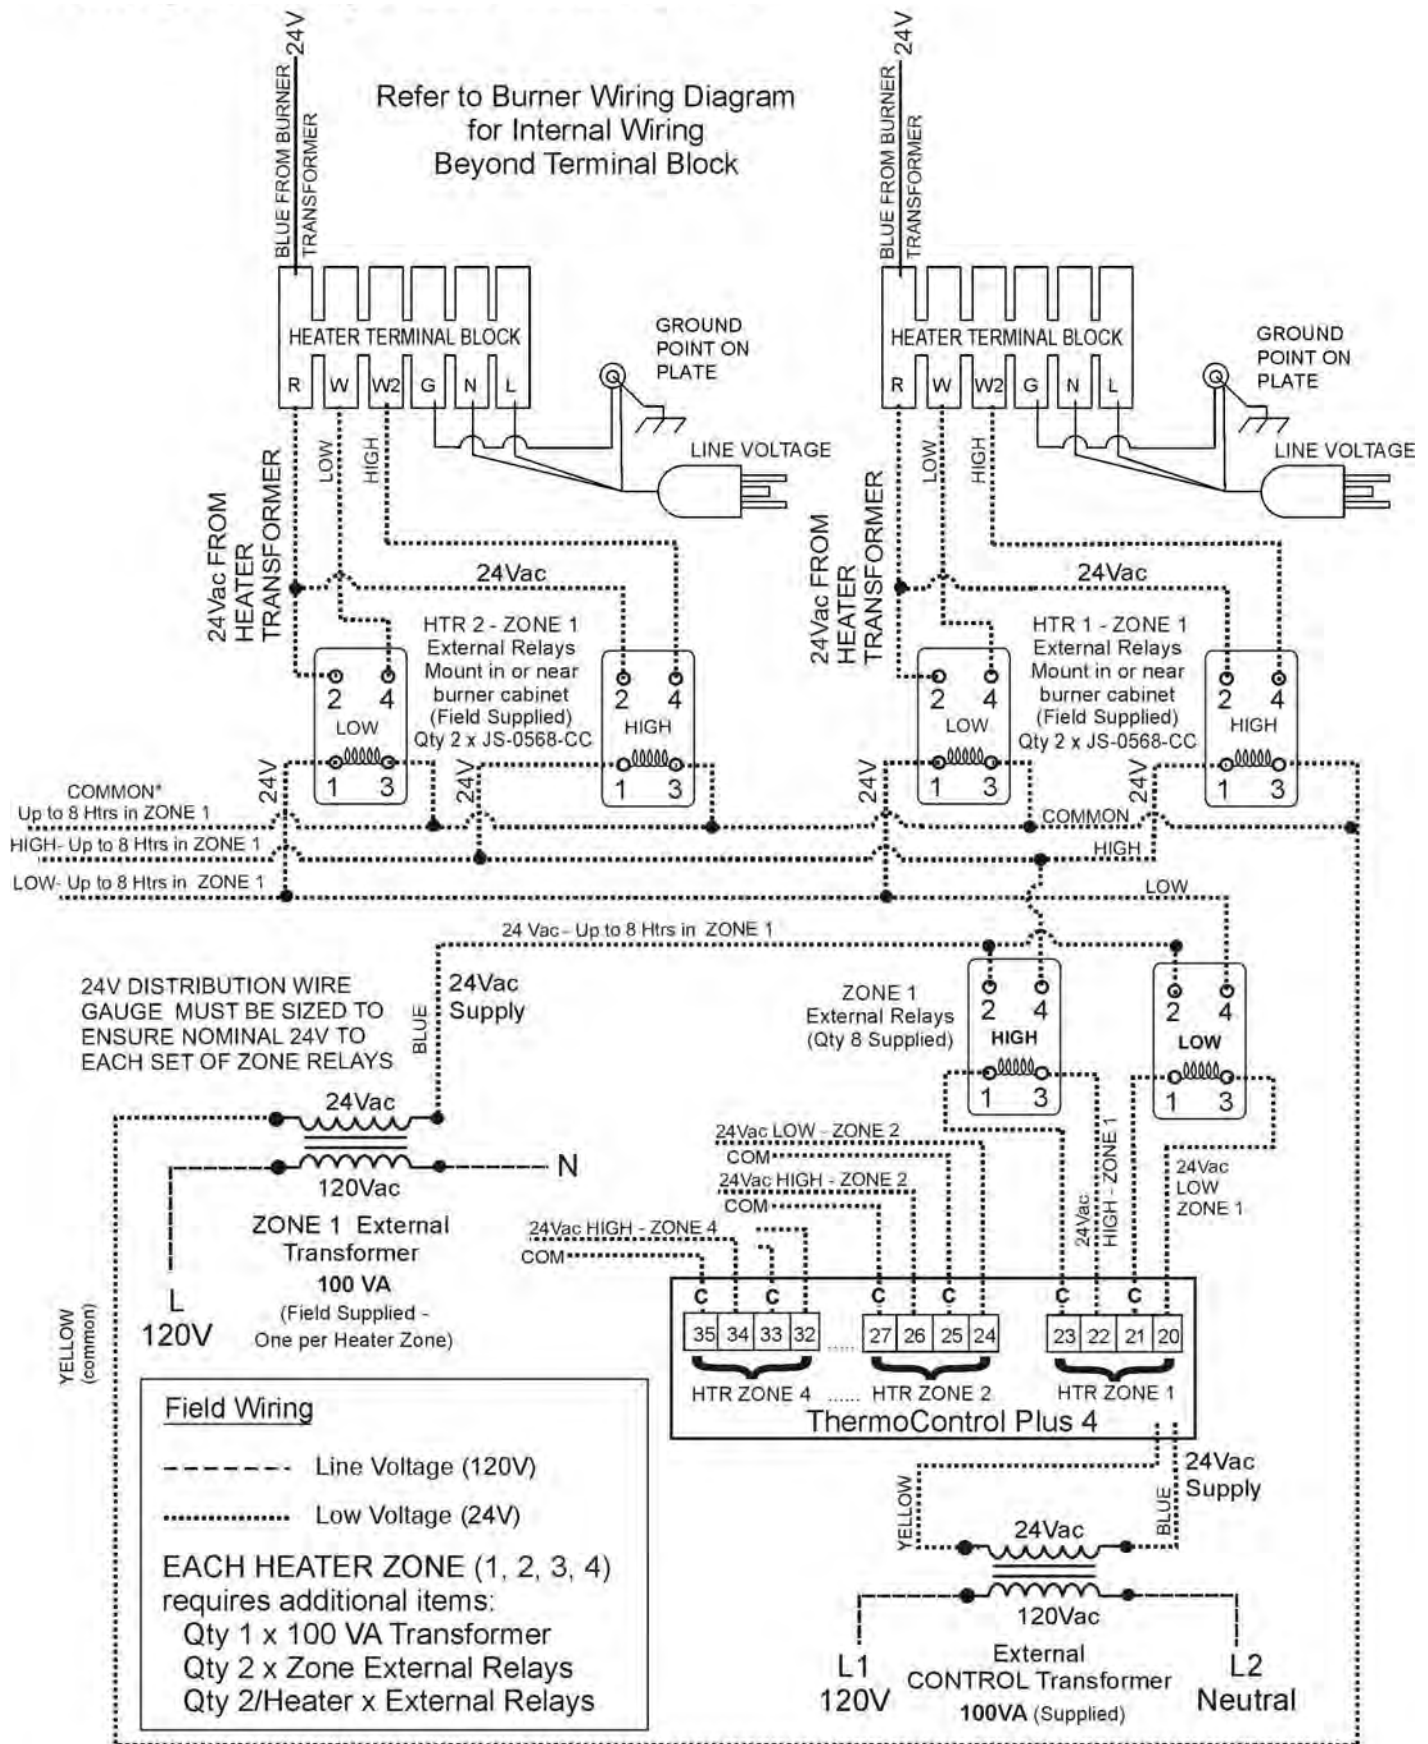 24V
BLUE FROM BURNER
TRANSFORMER
Refer to Burner Wiring Diagram
for Internal Wiring
Beyond Terminal Block
24V
BLUE FROM BURNER
TRANSFORMER
HEATER TERMINAL BLOCK
R W W2 G N L
GROUND
POINT ON
PLATE
LINE VOLTAGE
LOW
HIGH
HEATER TERMINAL BLOCK
R W W2 G N L
GROUND
POINT ON
PLATE
LINE VOLTAGE
LOW
HIGH
24Vac FROM
HEATER
TRANSFORMER
24Vac
24Vac FROM
HEATER
TRANSFORMER
24Vac
HTR 2 - ZONE 1
External Relays
Mount in or near
burner cabinet
(Field Supplied)
Qty 2 x JS-0568-CC
HTR 1 - ZONE 1
External Relays
Mount in or near
burner cabinet
(Field Supplied)
Qty 2 x JS-0568-CC
2 4
LOW
1 3
2 4
HIGH
1 3
2 4
LOW
1 3
2 4
HIGH
1 3
24V
24V
24V
24V
COMMON*
Up to 8 Htrs in ZONE 1
COMMON
HIGH- Up to 8 Htrs in ZONE 1
HIGH
LOW- Up to 8 Htrs in ZONE 1
LOW
24 Vac- Up to 8 Htrs in ZONE 1
24V DISTRIBUTION WIRE
GAUGE MUST BE SIZED TO
ENSURE NOMINAL 24V TO
EACH SET OF ZONE RELAYS
BLUE
24Vac
Supply
ZONE 1
External Relays
(Qty 8 Supplied)
2 4
HIGH
1 3
2 4
LOW
1 3
24Vac
120Vac
N
L
120V
ZONE 1 External
Transformer
100 VA
(Field Supplied -
One per Heater Zone)
YELLOW
(common)
24Vac LOW - ZONE 2
COM
24Vac HIGH - ZONE 2
COM
24Vac HIGH - ZONE 4
COM
24Vac
HIGH - ZONE 1
24Vac
LOW
ZONE 1
C C C C C C
35 34 33 32 ...... 27 26 25 24 23 22 21 20
HTR ZONE 4 ...... HTR ZONE 2 HTR ZONE 1
ThermoControl Plus 4
YELLOW
BLUE
24Vac
Supply
24Vac
120Vac
L1
120V
External
CONTROL Transformer
100VA (Supplied)
L2
Neutral
Field Wiring
Line Voltage (120V)
Low Voltage (24V)
EACH HEATER ZONE (1, 2, 3, 4)
requires additional items:
Qty 1 x 100 VA Transformer
Qty 2 x Zone External Relays
Qty 2/Heater x External Relays